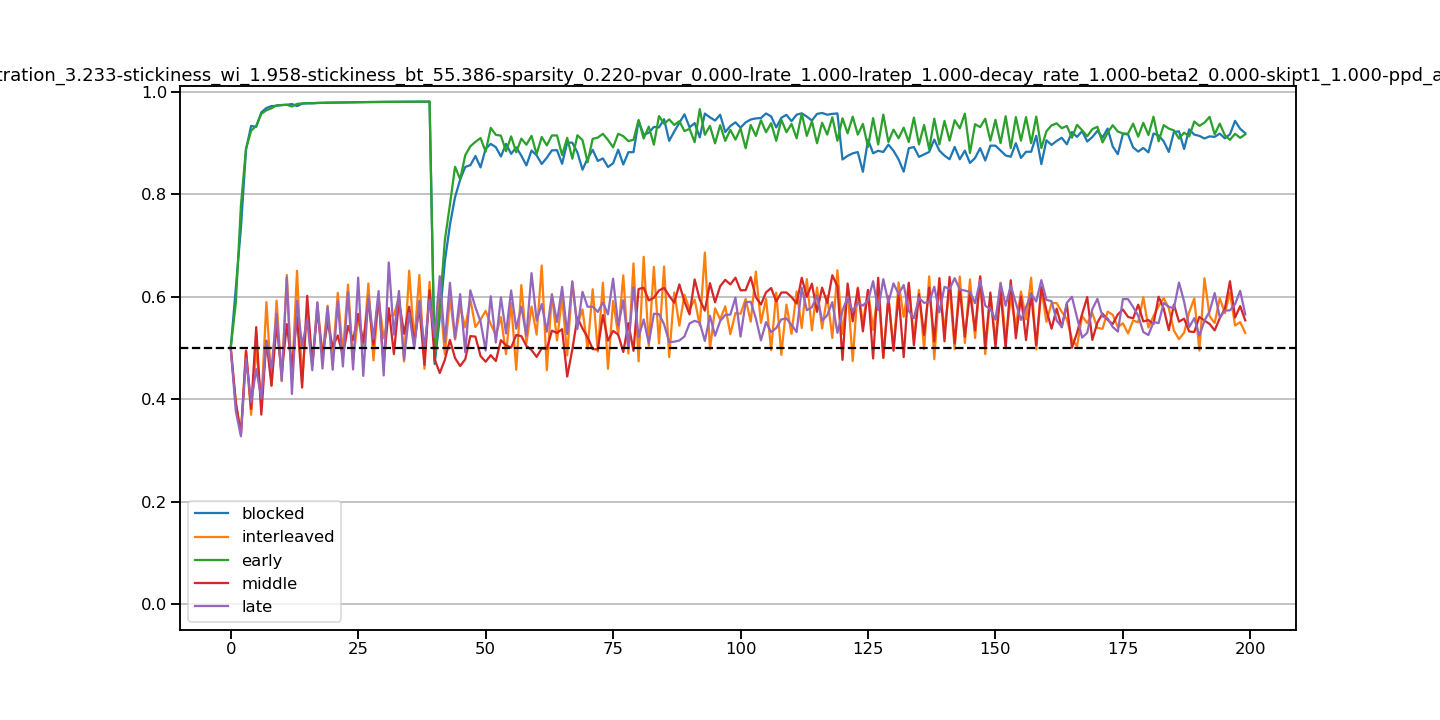 tration_3.233-stickiness_wi_1.958-stickiness_bt_55.386-sparsity_0.220-pvar_0.000-lrate_1.000-lratep_1.000-decay_rate_1.000-beta2_0.000-skipt1_1.000-ppd_a
1.0
0.8
0.6
0.4
0.2
0.0
blocked
interleaved
early
middle
late
0 25 50 75 100 125 150 175 200